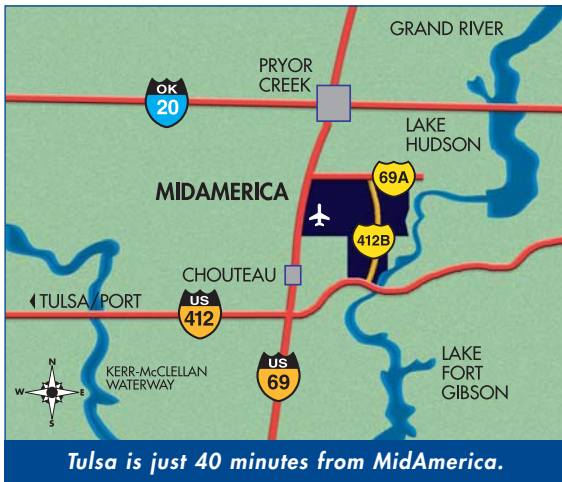 GRAND RIVER
PRYOR
CREEK
OK
20
LAKE
HUDSON
69A
MIDAMERICA
412B
CHOUTEAU
TULSA/PORT
US
412
KERR-McCLELLAN
WATERWAY
US
69
LAKE
FORT
GIBSON
N
W E
S
Tulsa is just 40 minutes from MidAmerica.